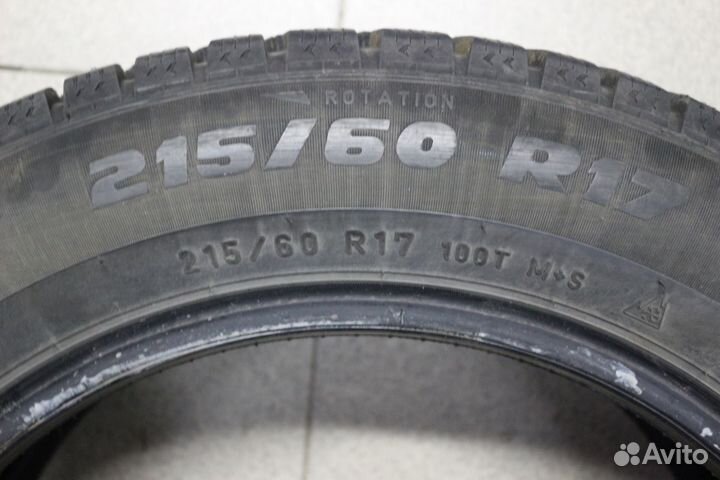 ROTATION
215/60 R17
215/60 R17 100T M+S
Avito